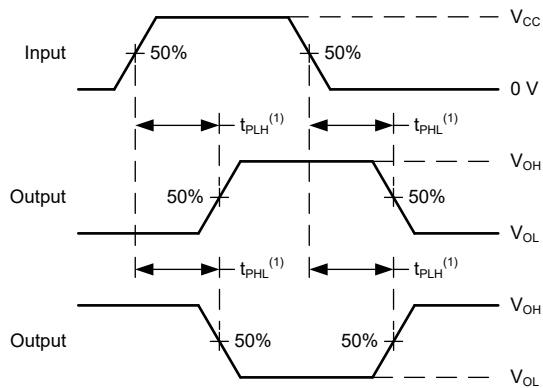 V_CC
Input 50% 50%
0 V
t_PLH^(1) t_PHL^(1)
V_OH
Output 50% 50%
V_OL
t_PHL^(1) t_PLH^(1)
V_OH
Output 50% 50%
V_OL